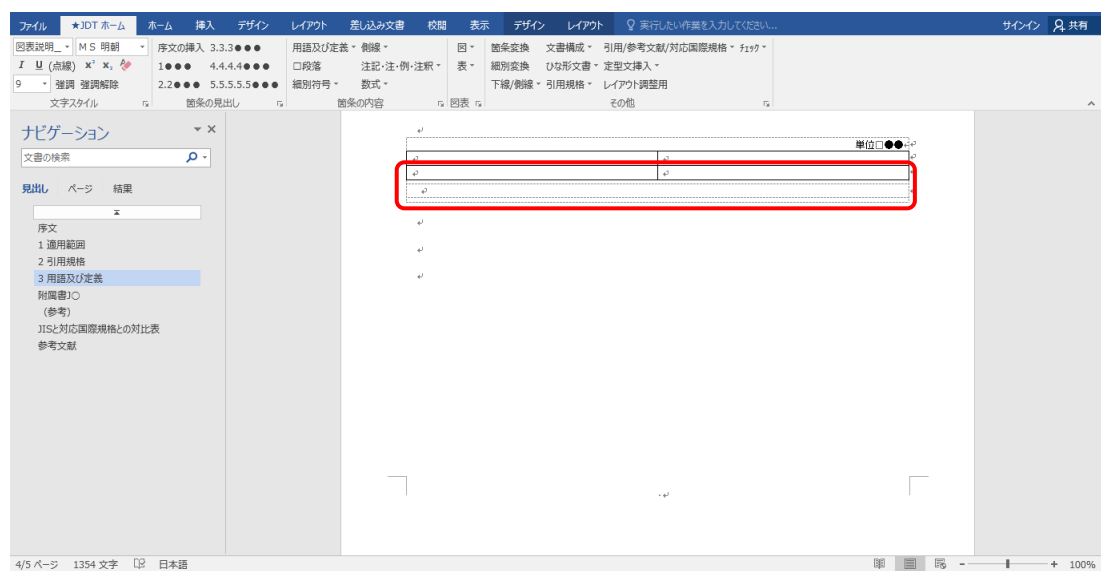 ファイル ★JDT ホーム ホーム 挿入 デザイン レイアウト 差し込み文書 校閲 表示 デザイン レイアウト 実行したい作業を入力してください... サインイン 共有
図表説明_ MS 明朝 序文の挿入 3.3.3●●● 用語及び定義 側線 図 箇条変換 文書構成 引用/参考文献/対応国際規格 ﾁｪｯｸ
I U (点線) x² x₂ 1●●● 4.4.4.4●●● □段落 注記･注･例･注釈 表 細別変換 ひな形文書 定型文挿入
9 強調 強調解除 2.2●●● 5.5.5.5.5●●● 細別符号 数式 下線/側線 引用規格 レイアウト調整用
文字スタイル 箇条の見出し 箇条の内容 図表 その他
ナビゲーション
文書の検索
見出し ページ 結果
序文
1 適用範囲
2 引用規格
3 用語及び定義
附属書J○
(参考)
JISと対応国際規格との対比表
参考文献
単位□●●
4/5 ページ 1354 文字 日本語 100%